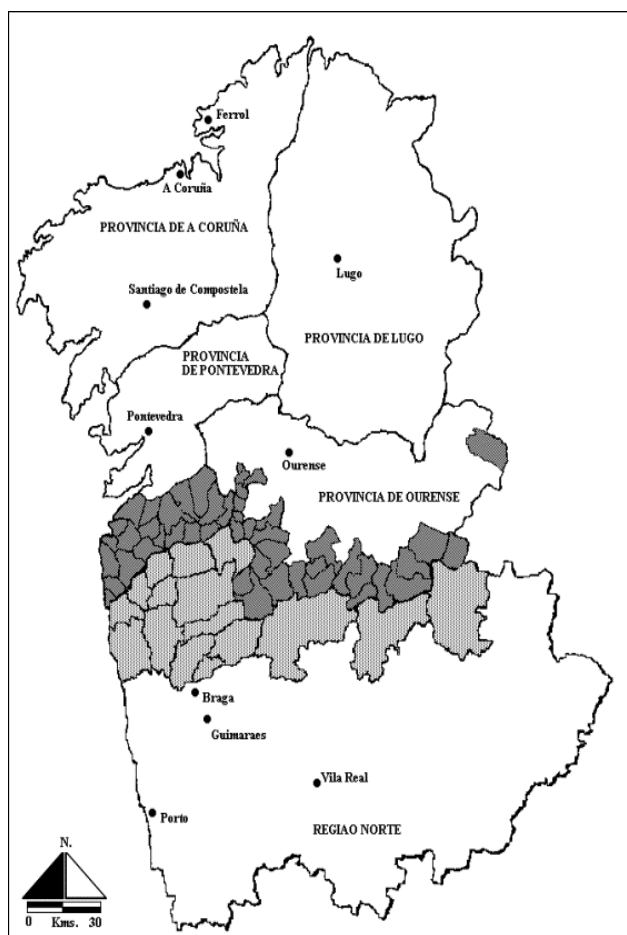 Ferrol
A Coruña
PROVINCIA DE A CORUÑA
Lugo
Santiago de Compostela
PROVINCIA DE LUGO
PROVINCIA
DE PONTEVEDRA
Pontevedra
Ourense
PROVINCIA DE OURENSE
Braga
Guimaraes
Vila Real
Porto
REGIAO NORTE
N.
0 Kms. 30